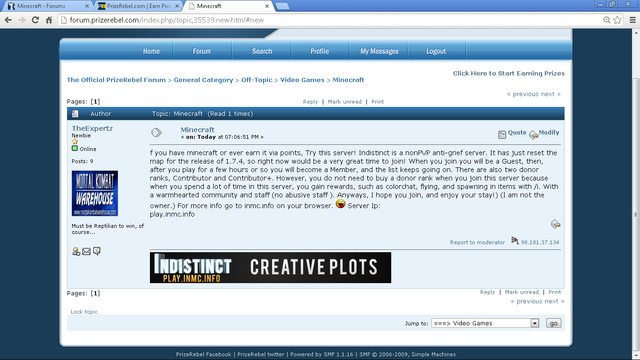 Minecraft - Forums
PrizeRebel.com | Earn Po
Minecraft
forum.prizerebel.com/index.php/topic,35539.new.html#new
Home Forum Search Profile My Messages Logout
Click Here to Start Earning Prizes
The Official PrizeRebel Forum > General Category > Off-Topic > Video Games > Minecraft
« previous next »
Pages: [1]
Reply | Mark unread | Print
Author Topic: Minecraft (Read 1 times)
TheExpertz
Newbie
Online
Posts: 9
MORTAL KOMBAT
WAREHOUSE
Must be Reptilian to win, of
course...
Minecraft
« on: Today at 07:06:51 PM »
Quote Modify
f you have minecraft or ever earn it via points, Try this server! Indistinct is a nonPVP anti-grief server. It has just reset
the map for the release of 1.7.4, so right now would be a very great time to join! When you join you will be a Guest, then,
after you play for a few hours or so you will become a Member, and the list keeps going on. There are also two donor
ranks, Contributor and Contributor+. However, you do not need to buy a donor rank when you join this server because
when you spend a lot of time in this server, you gain rewards, such as colorchat, flying, and spawning in items with /i. With
a warmhearted community and staff (no abusive staff ). Anyways, I hope you join, and enjoy your stay!) (I am not the
owner.) For more info go to inmc.info on your browser. Server Ip:
play.inmc.info
Report to moderator 98.181.37.134
INDISTINCT
PLAY.INMC.INFO
CREATIVE PLOTS
Pages: [1]
Reply | Mark unread | Print
« previous next »
Lock topic
Jump to: ===> Video Games go
PrizeRebel Facebook | PrizeRebel twitter | Powered by SMF 1.1.16 | SMF © 2006-2009, Simple Machines